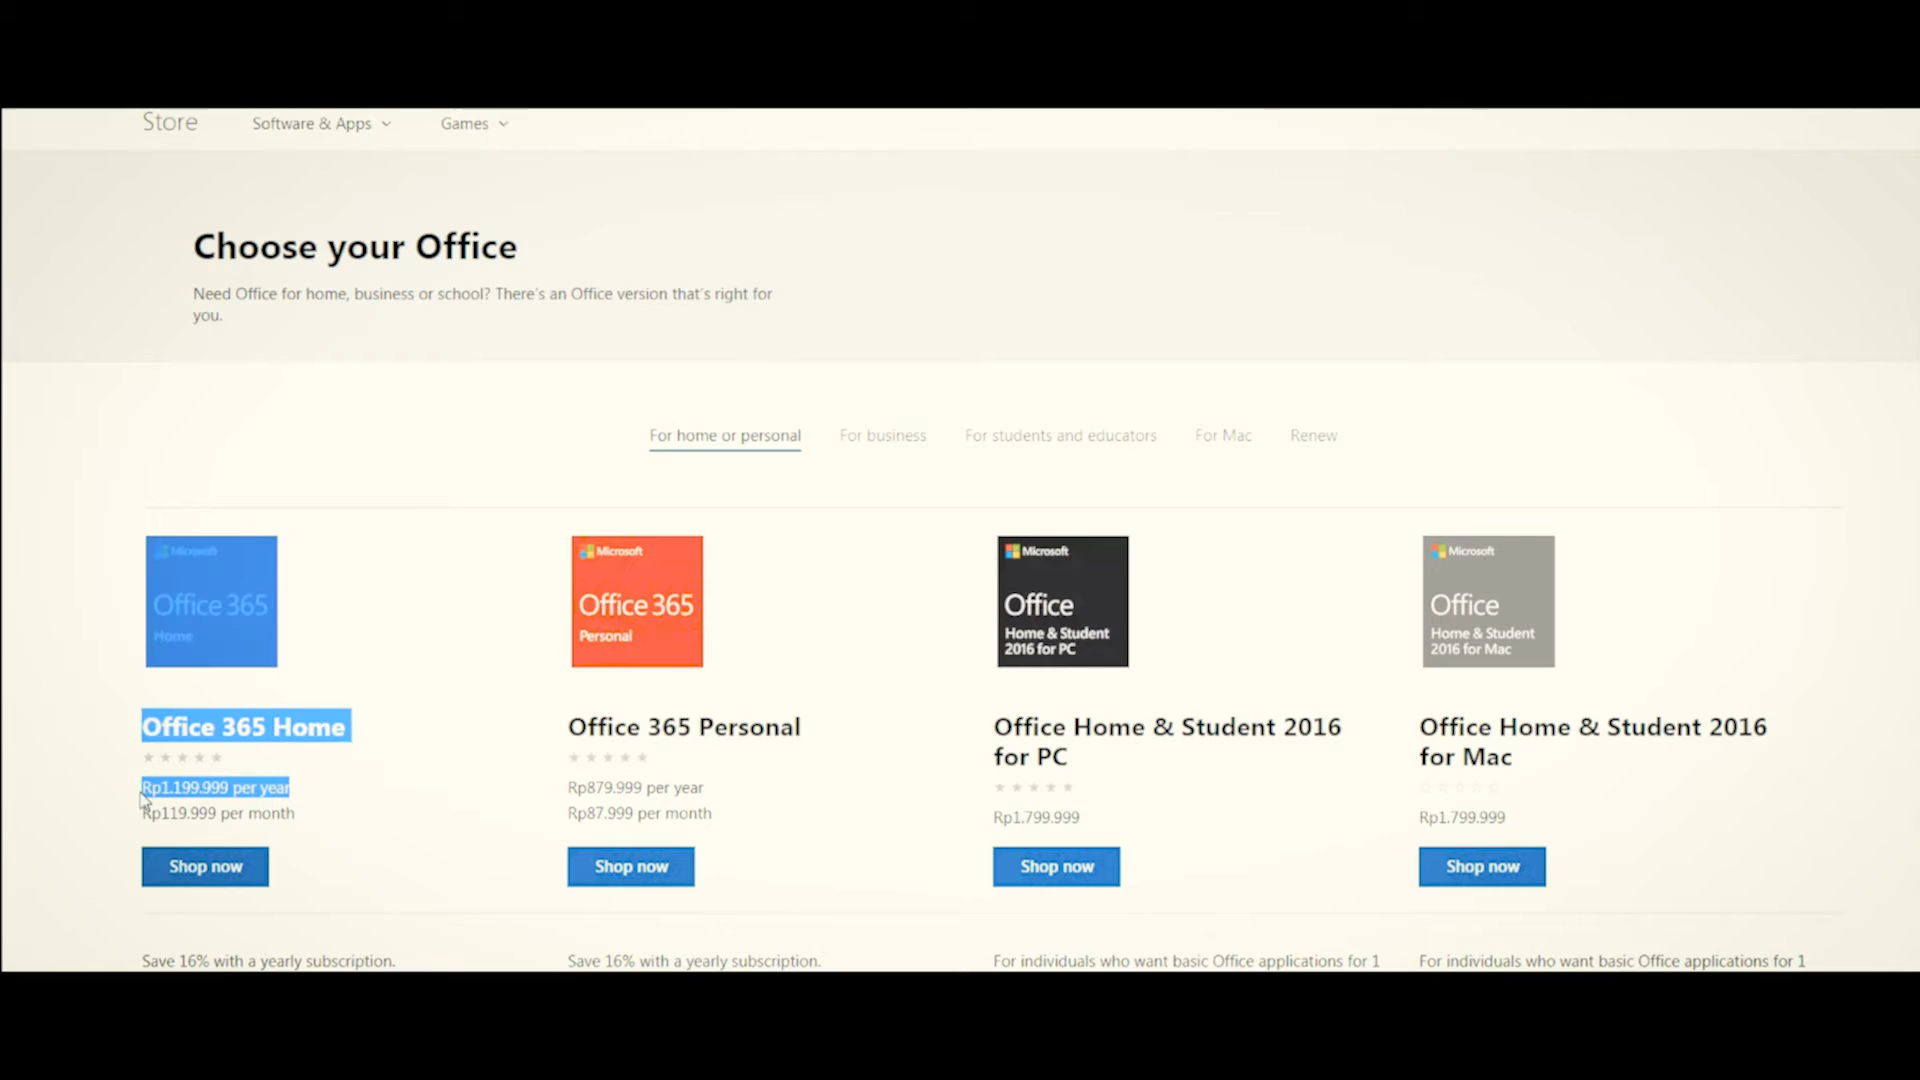 Store
Software & Apps
Games
Choose your Office
Need Office for home, business or school? There's an Office version that's right for
you.
For home or personal
For business
For students and educators
For Mac
Renew
Microsoft
Office 365
Home
Microsoft
Office 365
Personal
Microsoft
Office
Home & Student
2016 for PC
Microsoft
Office
Home & Student
2016 for Mac
Office 365 Home
Rp1.199.999 per year
Rp119.999 per month
Shop now
Save 16% with a yearly subscription.
Office 365 Personal
Rp879.999 per year
Rp87.999 per month
Shop now
Save 16% with a yearly subscription.
Office Home & Student 2016
for PC
Rp1.799.999
Shop now
For individuals who want basic Office applications for 1
Office Home & Student 2016
for Mac
Rp1.799.999
Shop now
For individuals who want basic Office applications for 1